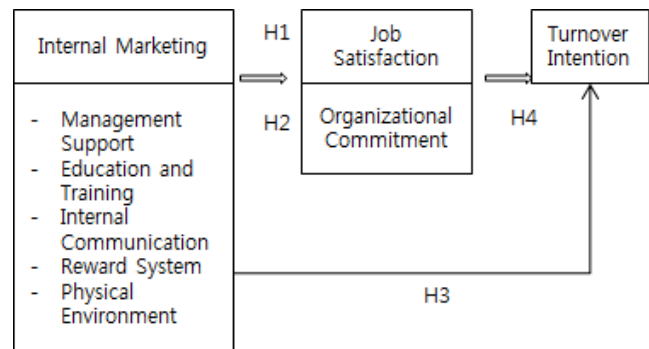 Internal Marketing
- Management
Support
- Education and
Training
- Internal
Communication
- Reward System
- Physical
Environment
H1
H2
Job
Satisfaction
Organizational
Commitment
H4
Turnover
Intention
H3